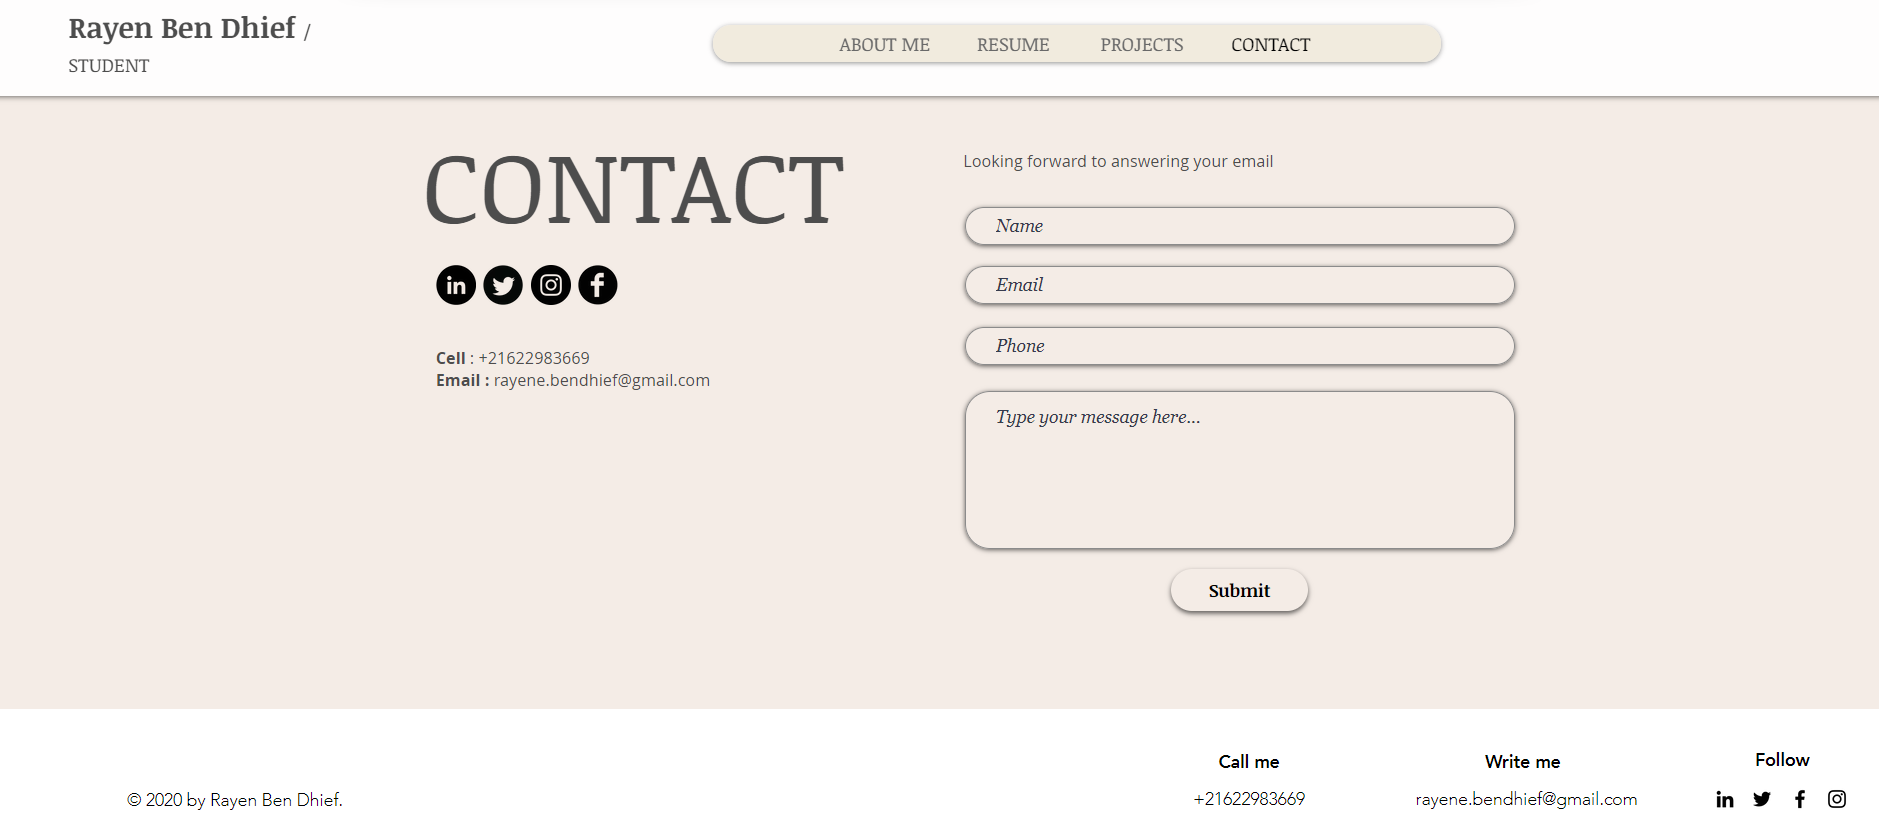 Rayen Ben Dhief /
STUDENT
ABOUT ME RESUME PROJECTS CONTACT
CONTACT
Cell : +21622983669
Email : rayene.bendhief@gmail.com
Looking forward to answering your email
Name
Email
Phone
Type your message here...
Submit
© 2020 by Rayen Ben Dhief.
Call me
+21622983669
Write me
rayene.bendhief@gmail.com
Follow